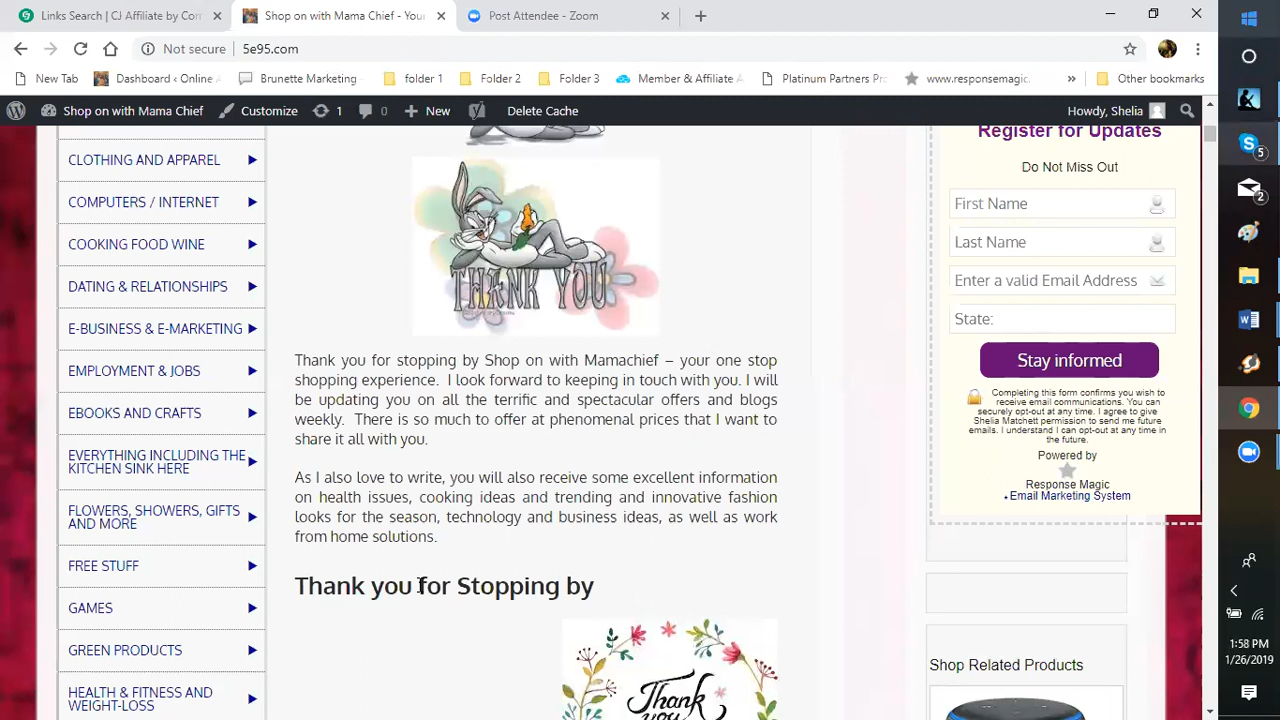 Links Search | CJ Affiliate by Com
Shop on with Mama Chief - Your
Post Attendee - Zoom
Not secure
5e95.com
New Tab
Dashboard ‹ Online A
Brunette Marketing -
folder 1
Folder 2
Folder 3
Member & Affiliate A
Platinum Partners Pr
www.responsemagic.
»
Other bookmarks
Shop on with Mama Chief
Customize
1
0
New
Delete Cache
Howdy, Shelia
CLOTHING AND APPAREL
COMPUTERS / INTERNET
COOKING FOOD WINE
DATING & RELATIONSHIPS
E-BUSINESS & E-MARKETING
EMPLOYMENT & JOBS
EBOOKS AND CRAFTS
EVERYTHING INCLUDING THE
KITCHEN SINK HERE
FLOWERS, SHOWERS, GIFTS
AND MORE
FREE STUFF
GAMES
GREEN PRODUCTS
HEALTH & FITNESS AND
WEIGHT-LOSS
THANK YOU
Thank you for stopping by Shop on with Mamachief – your one stop
shopping experience. I look forward to keeping in touch with you. I will
be updating you on all the terrific and spectacular offers and blogs
weekly. There is so much to offer at phenomenal prices that I want to
share it all with you.
As I also love to write, you will also receive some excellent information
on health issues, cooking ideas and trending and innovative fashion
looks for the season, technology and business ideas, as well as work
from home solutions.
Thank you for Stopping by
Thank
you
Register for Updates
Do Not Miss Out
First Name
Last Name
Enter a valid Email Address
State:
Stay informed
Completing this form confirms you wish to
receive email communications. You can
securely opt-out at any time. I agree to give
Shelia Matchett permission to send me future
emails. I understand I can opt-out at any time in
the future.
Powered by
Response Magic
Email Marketing System
Shop Related Products
5
2
1:58 PM
1/26/2019